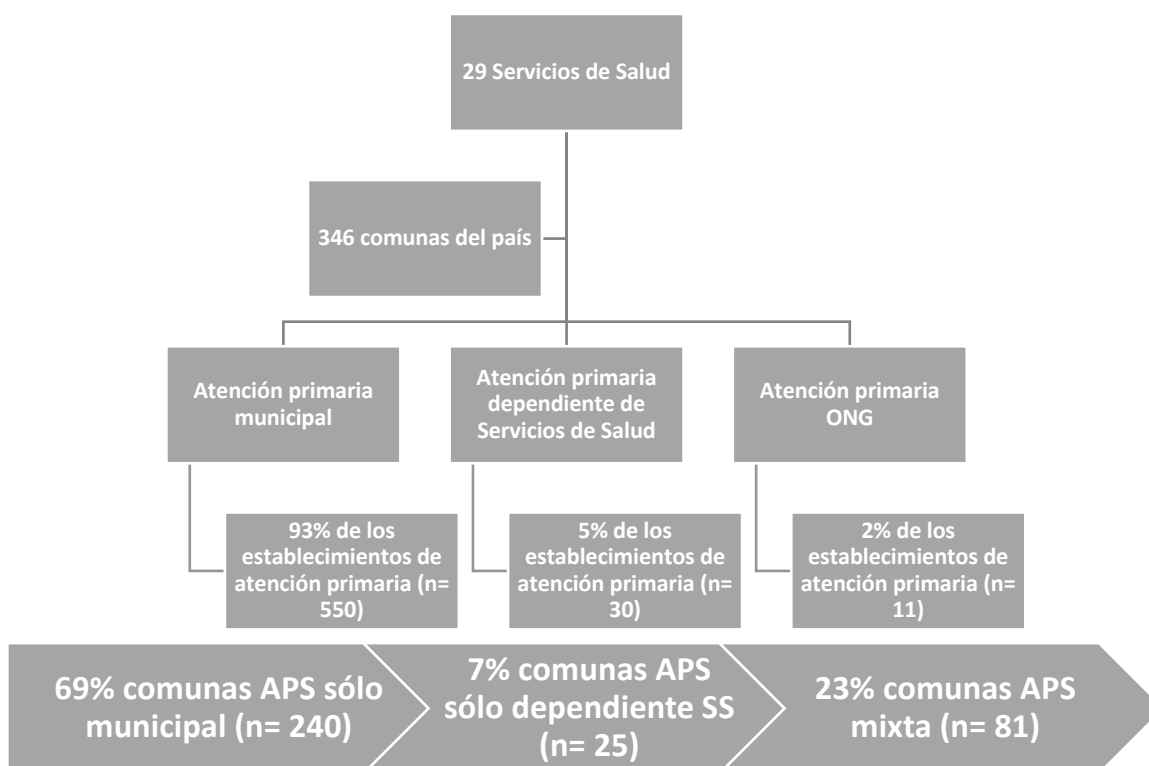 29 Servicios de Salud
346 comunas del país
Atención primaria
municipal
Atención primaria
dependiente de
Servicios de Salud
Atención primaria
ONG
93% de los
establecimientos de
atención primaria (n=
550)
5% de los
establecimientos de
atención primaria (n=
30)
2% de los
establecimientos de
atención primaria (n=
11)
69% comunas APS sólo
municipal (n= 240)
7% comunas APS
sólo dependiente SS
(n= 25)
23% comunas APS
mixta (n= 81)